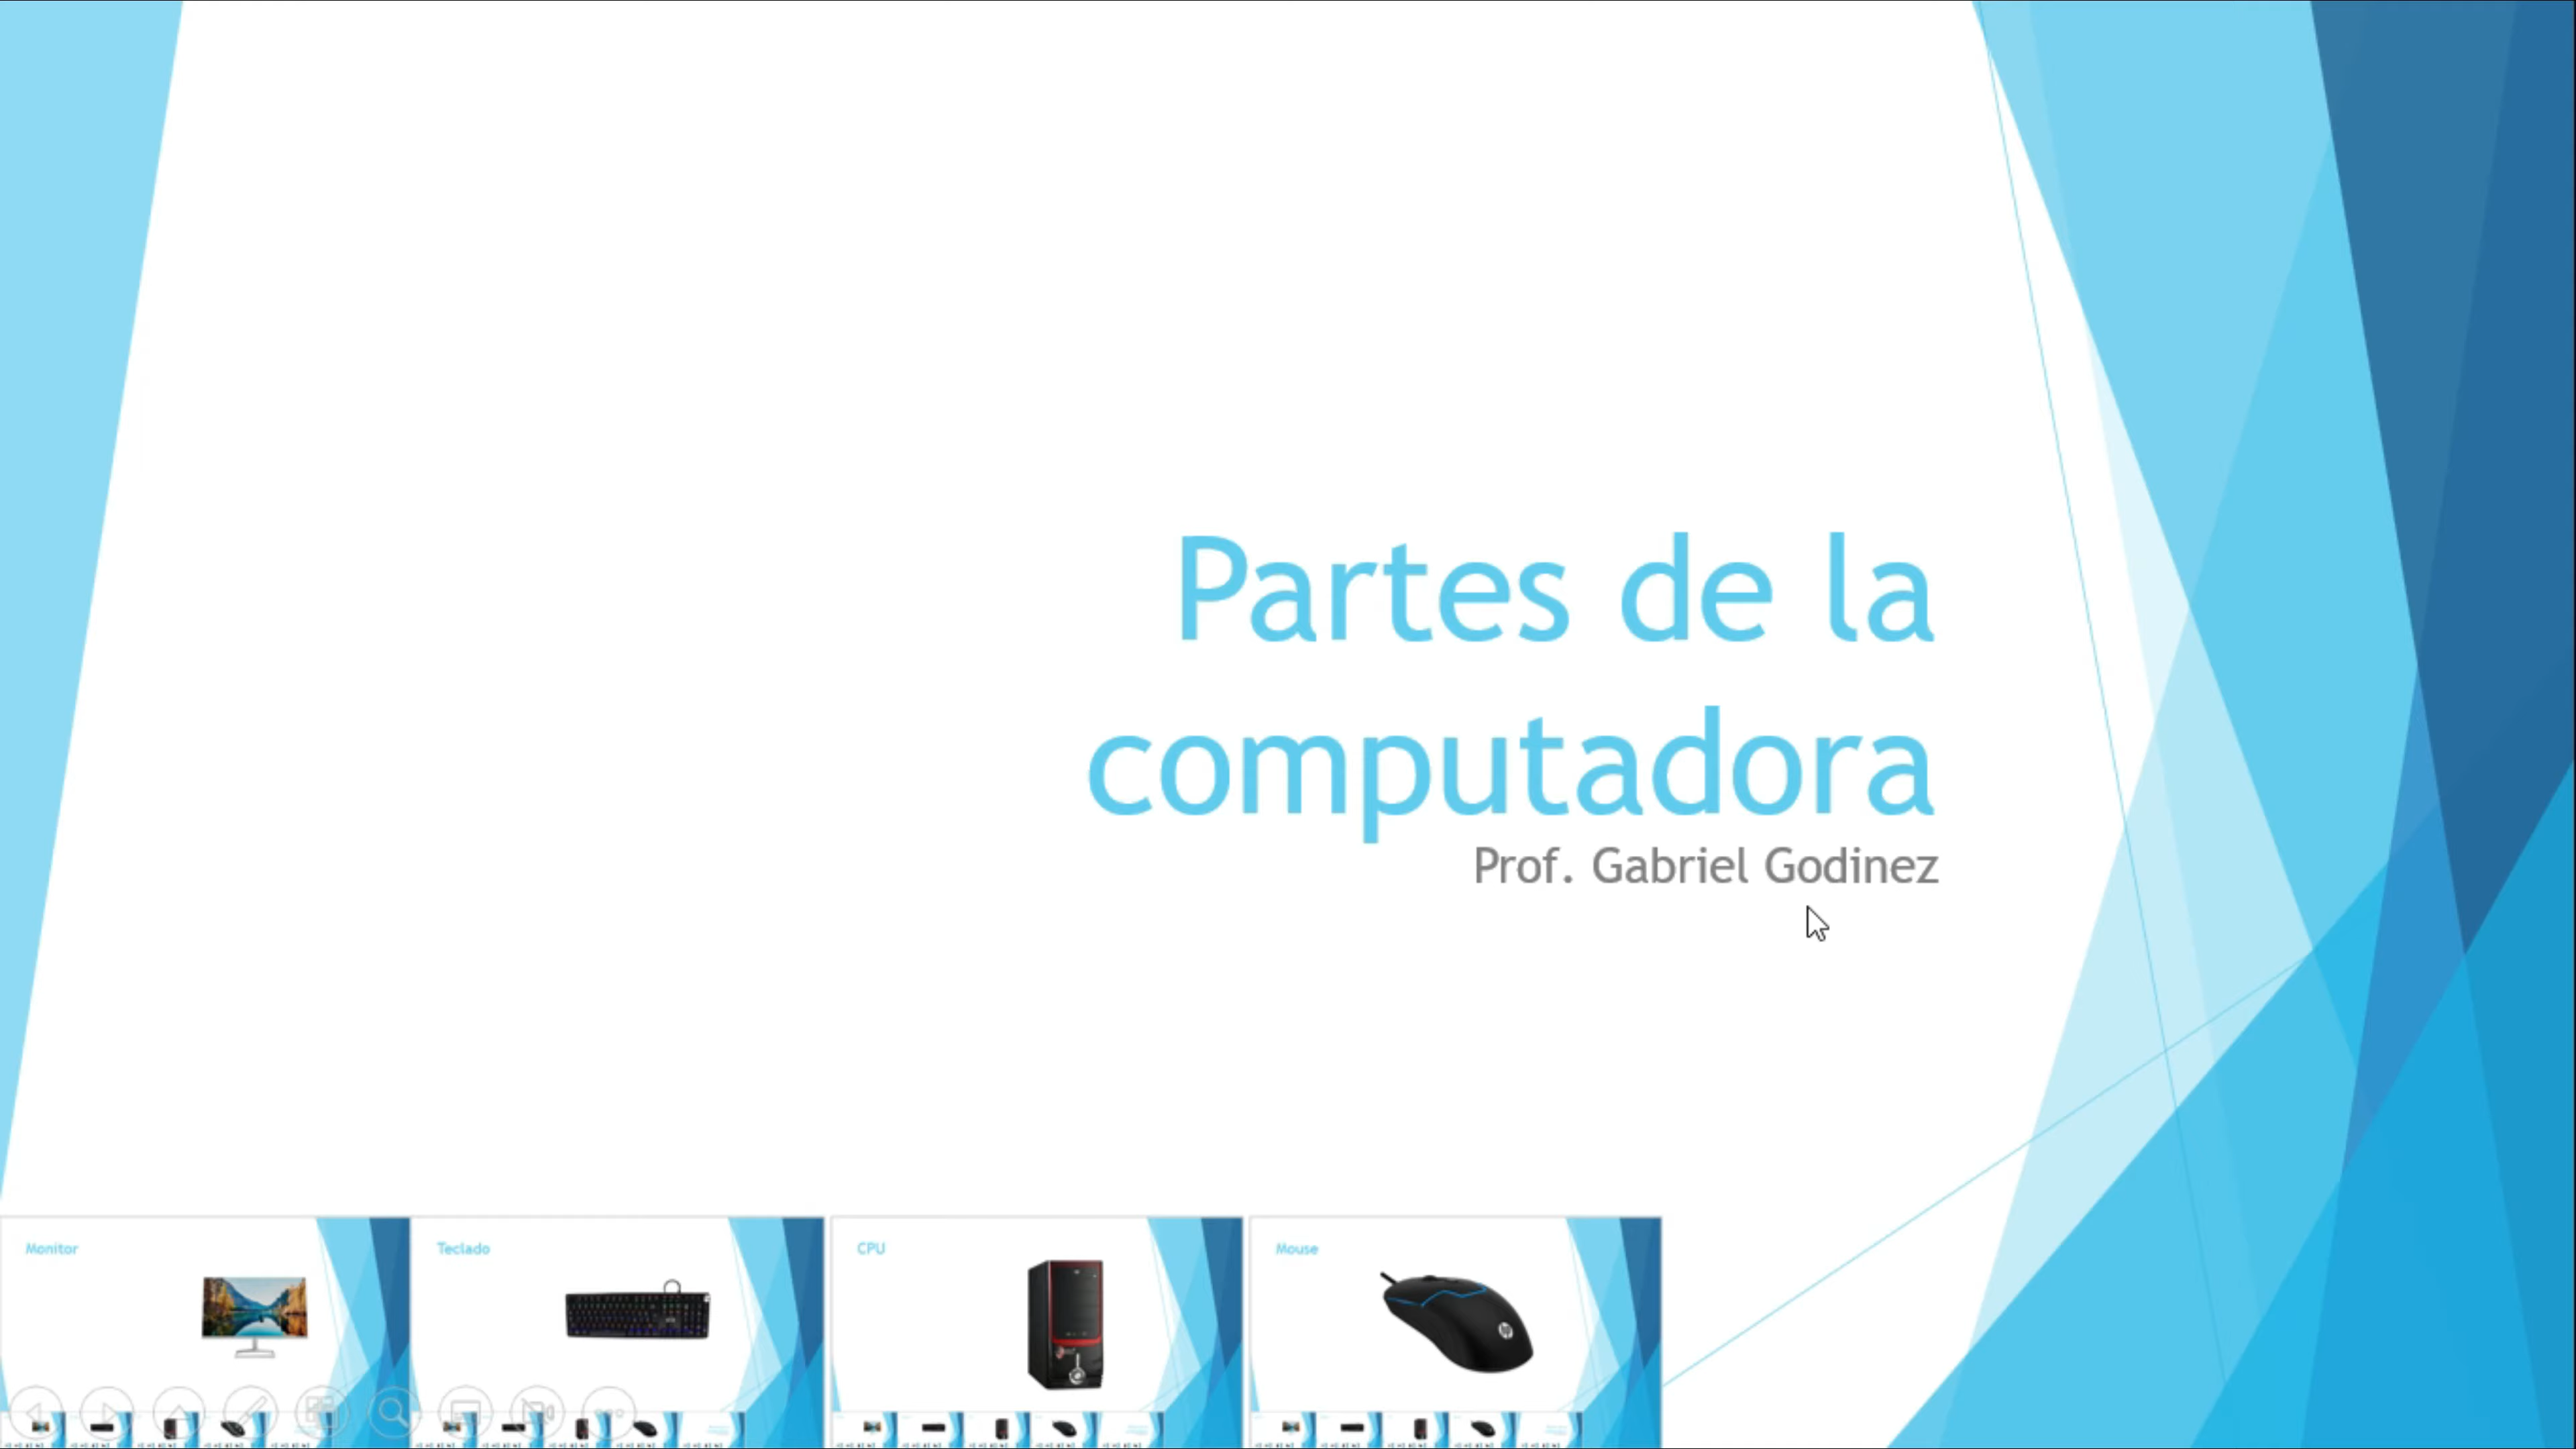 Partes de la
computadora
Prof. Gabriel Godinez
Monitor
Teclado
CPU
Mouse